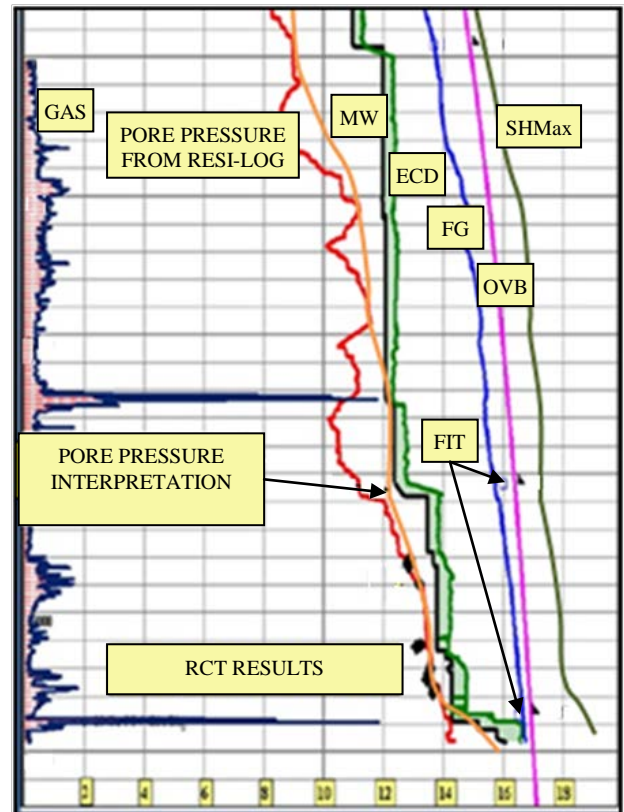 GAS
PORE PRESSURE
FROM RESI-LOG
MW
ECD
FG
OVB
SHMax
PORE PRESSURE
INTERPRETATION
FIT
RCT RESULTS
2 4 6 8 10 12 14 16 18